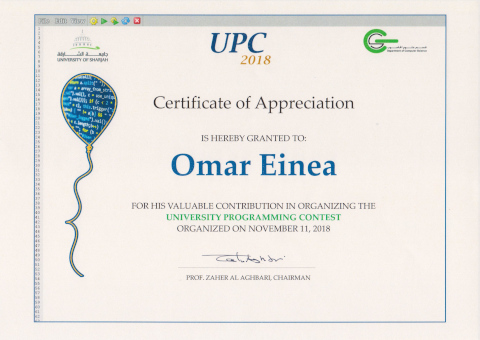 File Edit View
UPC
2018
جامعة الشارقة
UNIVERSITY OF SHARJAH
Department of Computer Science
Certificate of Appreciation
IS HEREBY GRANTED TO:
Omar Einea
FOR HIS VALUABLE CONTRIBUTION IN ORGANIZING THE
UNIVERSITY PROGRAMMING CONTEST
ORGANIZED ON NOVEMBER 11, 2018
PROF. ZAHER AL AGHBARI, CHAIRMAN